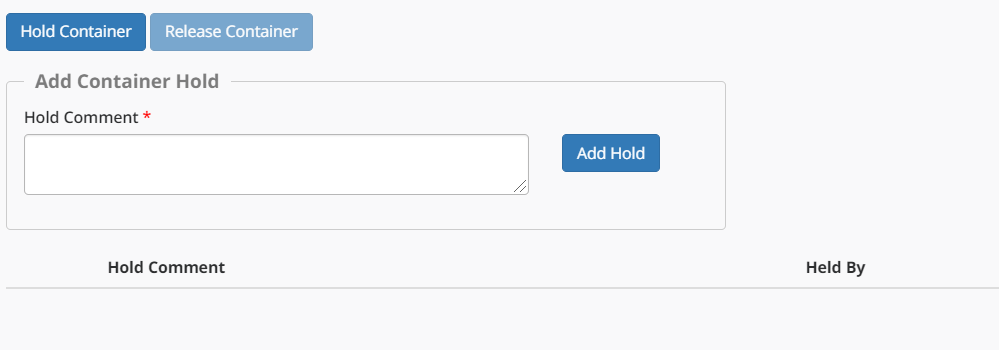 Hold Container Release Container
Add Container Hold
Hold Comment *
Add Hold
Hold Comment Held By